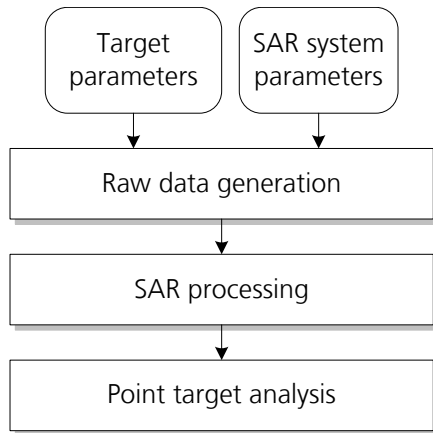 Target
parameters
SAR system
parameters
Raw data generation
SAR processing
Point target analysis